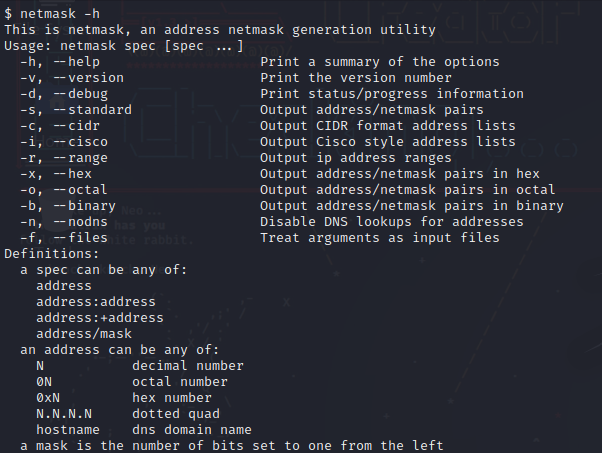 $ netmask -h
This is netmask, an address netmask generation utility
Usage: netmask spec [spec ...]
-h, --help Print a summary of the options
-v, --version Print the version number
-d, --debug Print status/progress information
-s, --standard Output address/netmask pairs
-c, --cidr Output CIDR format address lists
-i, --cisco Output Cisco style address lists
-r, --range Output ip address ranges
-x, --hex Output address/netmask pairs in hex
-o, --octal Output address/netmask pairs in octal
-b, --binary Output address/netmask pairs in binary
-n, --nodns Disable DNS lookups for addresses
-f, --files Treat arguments as input files
Definitions:
a spec can be any of:
address
address:address
address:+address
address/mask
an address can be any of:
N decimal number
0N octal number
0xN hex number
N.N.N.N dotted quad
hostname dns domain name
a mask is the number of bits set to one from the left